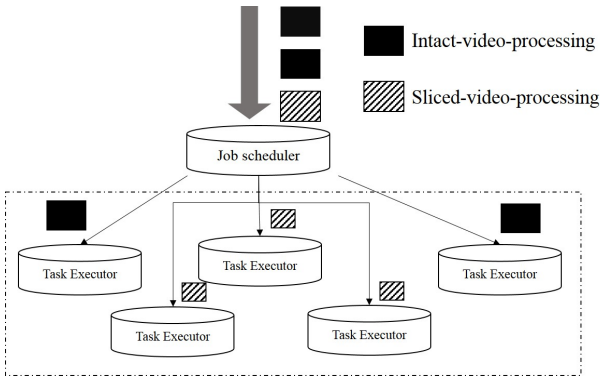 Intact-video-processing
Sliced-video-processing
Job scheduler
Task Executor
Task Executor
Task Executor
Task Executor
Task Executor